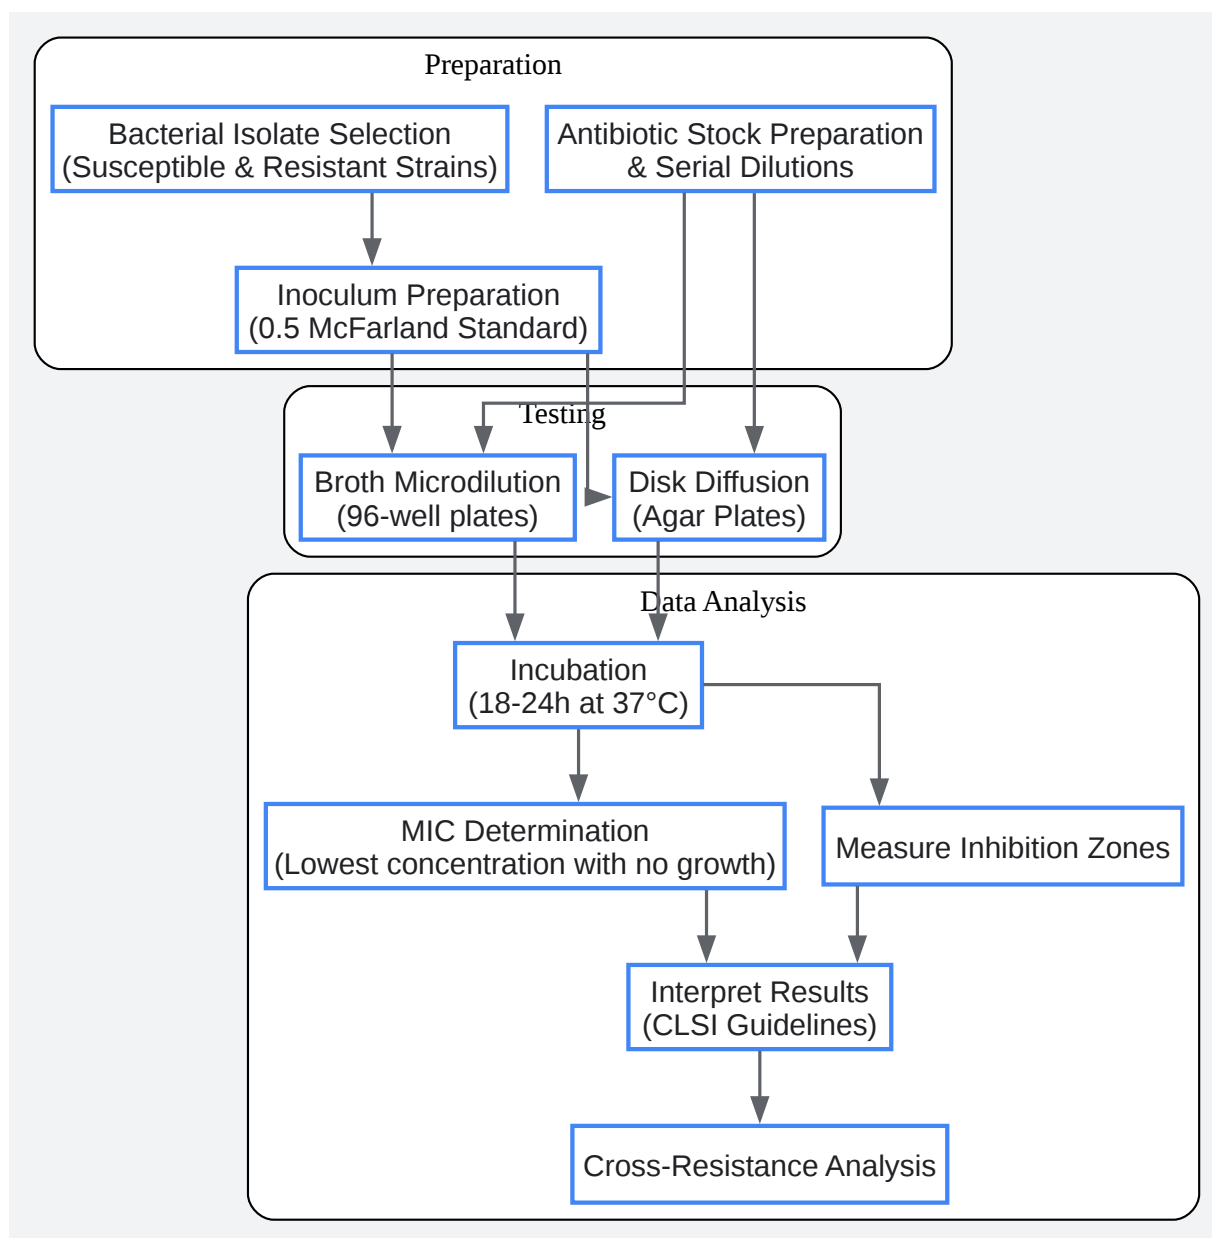 Preparation
Bacterial Isolate Selection
(Susceptible & Resistant Strains)
Antibiotic Stock Preparation
& Serial Dilutions
Inoculum Preparation
(0.5 McFarland Standard)
Testing
Broth Microdilution
(96-well plates)
Disk Diffusion
(Agar Plates)
Data Analysis
Incubation
(18-24h at 37°C)
MIC Determination
(Lowest concentration with no growth)
Measure Inhibition Zones
Interpret Results
(CLSI Guidelines)
Cross-Resistance Analysis